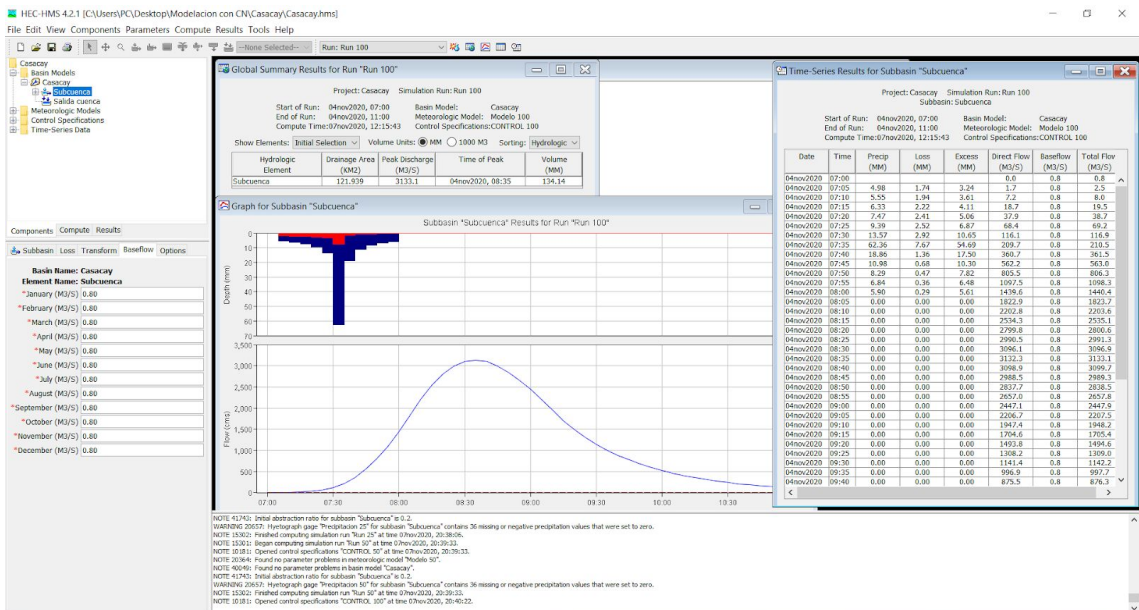 HEC-HMS 4.2.1 [C:\Users\PC\Desktop\Modelacion con CN\Casacay\Casacay.hms]
File Edit View Components Parameters Compute Results Tools Help
--None Selected-- Run: Run 100
Casacay
Basin Models
Casacay
Subcuenca
Salida cuenca
Meteorologic Models
Control Specifications
Time-Series Data
Components Compute Results
Subbasin Loss Transform Baseflow Options
Basin Name: Casacay
Element Name: Subcuenca
*January (M3/S) 0.80
*February (M3/S) 0.80
*March (M3/S) 0.80
*April (M3/S) 0.80
*May (M3/S) 0.80
*June (M3/S) 0.80
*July (M3/S) 0.80
*August (M3/S) 0.80
*September (M3/S) 0.80
*October (M3/S) 0.80
*November (M3/S) 0.80
*December (M3/S) 0.80
Global Summary Results for Run "Run 100"
Project: Casacay Simulation Run: Run 100
Start of Run: 04nov2020, 07:00 Basin Model: Casacay
End of Run: 04nov2020, 11:00 Meteorologic Model: Modelo 100
Compute Time:07nov2020, 12:15:43 Control Specifications:CONTROL 100
Show Elements: Initial Selection Volume Units: MM 1000 M3 Sorting: Hydrologic
Hydrologic Element Drainage Area (KM2) Peak Discharge (M3/S) Time of Peak Volume (MM)
Subcuenca 121.939 3133.1 04nov2020, 08:35 134.14
Graph for Subbasin "Subcuenca"
Subbasin "Subcuenca" Results for Run "Run 100"
Depth (mm)
0
10
20
30
40
50
60
70
Flow (cms)
3,500
3,000
2,500
2,000
1,500
1,000
500
0
07:00 07:30 08:00 08:30 09:00 09:30 10:00 10:30
Time-Series Results for Subbasin "Subcuenca"
Project: Casacay Simulation Run: Run 100
Subbasin: Subcuenca
Start of Run: 04nov2020, 07:00 Basin Model: Casacay
End of Run: 04nov2020, 11:00 Meteorologic Model: Modelo 100
Compute Time:07nov2020, 12:15:43 Control Specifications:CONTROL 100
Date Time Precip (MM) Loss (MM) Excess (MM) Direct Flow (M3/S) Baseflow (M3/S) Total Flow (M3/S)
04nov2020 07:00 0.0 0.8 0.8
04nov2020 07:05 4.98 1.74 3.24 1.7 0.8 2.5
04nov2020 07:10 5.55 1.94 3.61 7.2 0.8 8.0
04nov2020 07:15 6.33 2.22 4.11 18.7 0.8 19.5
04nov2020 07:20 7.47 2.41 5.06 37.9 0.8 38.7
04nov2020 07:25 9.39 2.52 6.87 68.4 0.8 69.2
04nov2020 07:30 13.57 2.92 10.65 116.1 0.8 116.9
04nov2020 07:35 62.36 7.67 54.69 209.7 0.8 210.5
04nov2020 07:40 18.86 1.36 17.50 360.7 0.8 361.5
04nov2020 07:45 10.98 0.68 10.30 562.2 0.8 563.0
04nov2020 07:50 8.29 0.47 7.82 805.5 0.8 806.3
04nov2020 07:55 6.84 0.36 6.48 1097.5 0.8 1098.3
04nov2020 08:00 5.90 0.29 5.61 1439.6 0.8 1440.4
04nov2020 08:05 0.00 0.00 0.00 1822.9 0.8 1823.7
04nov2020 08:10 0.00 0.00 0.00 2202.8 0.8 2203.6
04nov2020 08:15 0.00 0.00 0.00 2534.3 0.8 2535.1
04nov2020 08:20 0.00 0.00 0.00 2799.8 0.8 2800.6
04nov2020 08:25 0.00 0.00 0.00 2990.5 0.8 2991.3
04nov2020 08:30 0.00 0.00 0.00 3096.1 0.8 3096.9
04nov2020 08:35 0.00 0.00 0.00 3132.3 0.8 3133.1
04nov2020 08:40 0.00 0.00 0.00 3098.9 0.8 3099.7
04nov2020 08:45 0.00 0.00 0.00 2988.5 0.8 2989.3
04nov2020 08:50 0.00 0.00 0.00 2837.7 0.8 2838.5
04nov2020 08:55 0.00 0.00 0.00 2657.0 0.8 2657.8
04nov2020 09:00 0.00 0.00 0.00 2447.1 0.8 2447.9
04nov2020 09:05 0.00 0.00 0.00 2206.7 0.8 2207.5
04nov2020 09:10 0.00 0.00 0.00 1947.4 0.8 1948.2
04nov2020 09:15 0.00 0.00 0.00 1704.6 0.8 1705.4
04nov2020 09:20 0.00 0.00 0.00 1493.8 0.8 1494.6
04nov2020 09:25 0.00 0.00 0.00 1308.2 0.8 1309.0
04nov2020 09:30 0.00 0.00 0.00 1141.4 0.8 1142.2
04nov2020 09:35 0.00 0.00 0.00 996.9 0.8 997.7
04nov2020 09:40 0.00 0.00 0.00 875.5 0.8 876.3
NOTE 41743: Initial abstraction ratio for subbasin "Subcuenca" is 0.2.
WARNING 20657: Hyetograph gage "Precipitacion 25" for subbasin "Subcuenca" contains 36 missing or negative precipitation values that were set to zero.
NOTE 15302: Finished computing simulation run "Run 25" at time 07nov2020, 20:38:06.
NOTE 15301: Began computing simulation run "Run 50" at time 07nov2020, 20:39:33.
NOTE 10181: Opened control specifications "CONTROL 50" at time 07nov2020, 20:39:33.
NOTE 20364: Found no parameter problems in meteorologic model "Modelo 50".
NOTE 40049: Found no parameter problems in basin model "Casacay".
NOTE 41743: Initial abstraction ratio for subbasin "Subcuenca" is 0.2.
WARNING 20657: Hyetograph gage "Precipitacion 50" for subbasin "Subcuenca" contains 36 missing or negative precipitation values that were set to zero.
NOTE 15302: Finished computing simulation run "Run 50" at time 07nov2020, 20:39:33.
NOTE 10181: Opened control specifications "CONTROL 100" at time 07nov2020, 20:40:22.